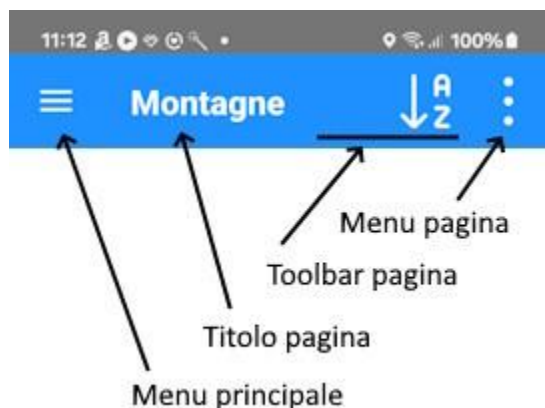 11:12 100%
Montagne
A
Z
Menu pagina
Toolbar pagina
Titolo pagina
Menu principale